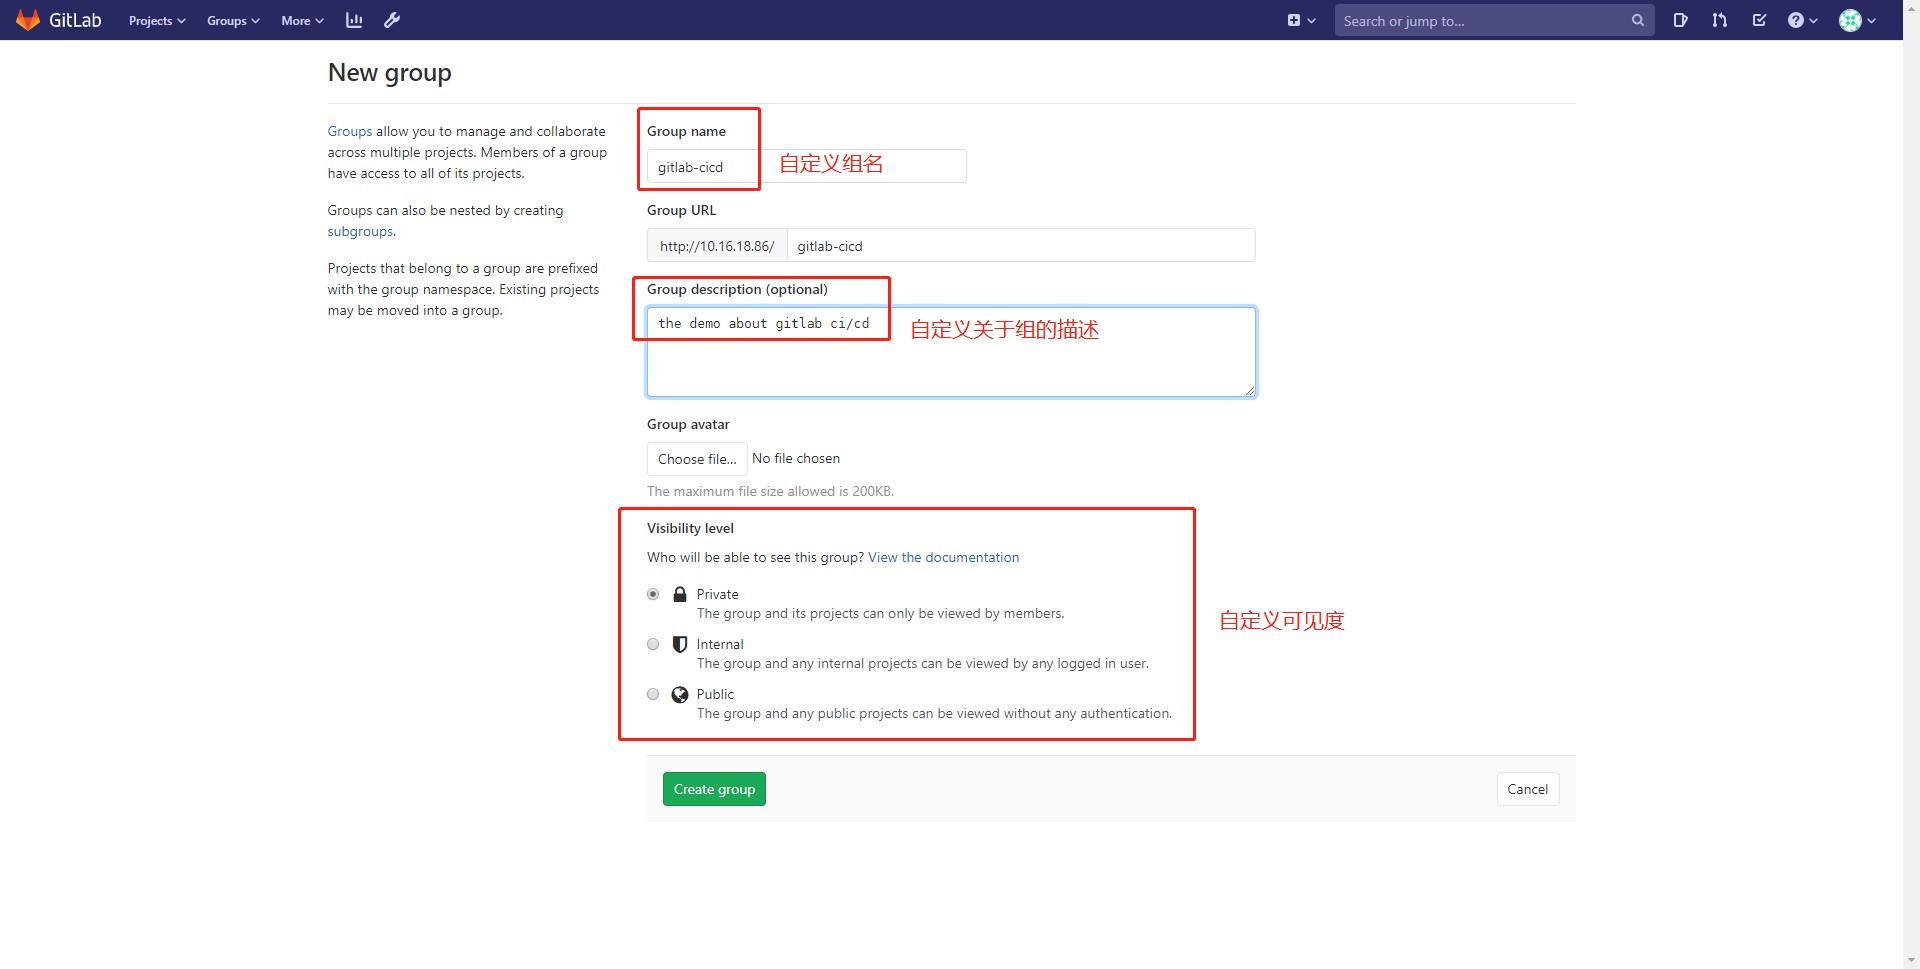 GitLab Projects Groups More Search or jump to...
New group
Groups allow you to manage and collaborate
across multiple projects. Members of a group
have access to all of its projects.
Groups can also be nested by creating
subgroups.
Projects that belong to a group are prefixed
with the group namespace. Existing projects
may be moved into a group.
Group name
gitlab-cicd 自定义组名
Group URL
http://10.16.18.86/ gitlab-cicd
Group description (optional)
the demo about gitlab ci/cd 自定义关于组的描述
Group avatar
Choose file... No file chosen
The maximum file size allowed is 200KB.
Visibility level
Who will be able to see this group? View the documentation
Private
The group and its projects can only be viewed by members.
自定义可见度
Internal
The group and any internal projects can be viewed by any logged in user.
Public
The group and any public projects can be viewed without any authentication.
Create group Cancel